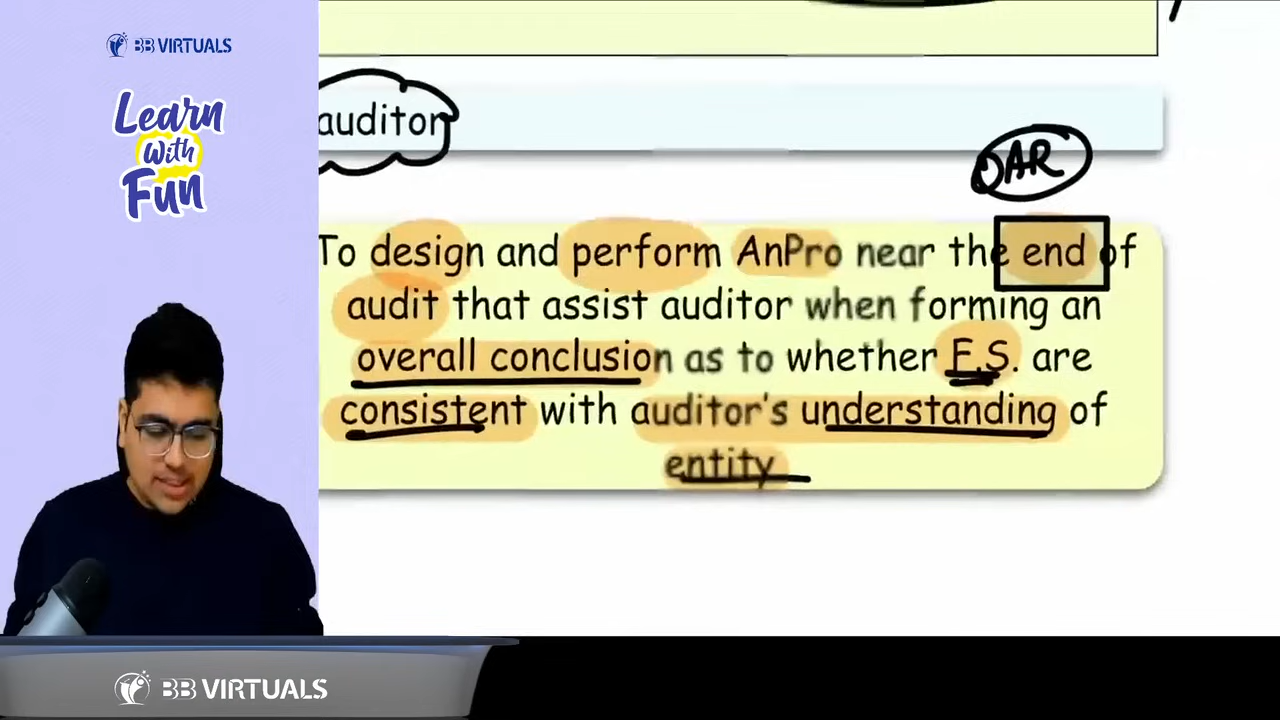 BB VIRTUALS
Learn
With
Fun
auditor
OAR
To design and perform AnPro near the end of
audit that assist auditor when forming an
overall conclusion as to whether F.S. are
consistent with auditor's understanding of
entity
BB VIRTUALS